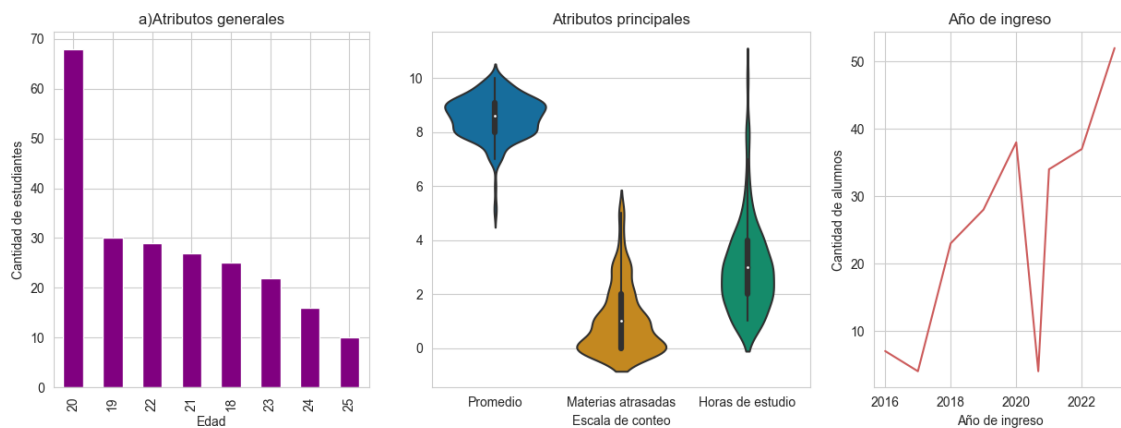 a)Atributos generales
Cantidad de estudiantes
70
60
50
40
30
20
10
0
20 19 22 21 18 23 24 25
Edad
Atributos principales
10
8
6
4
2
0
Promedio Materias atrasadas Horas de estudio
Escala de conteo
Año de ingreso
Cantidad de alumnos
50
40
30
20
10
2016 2018 2020 2022
Año de ingreso